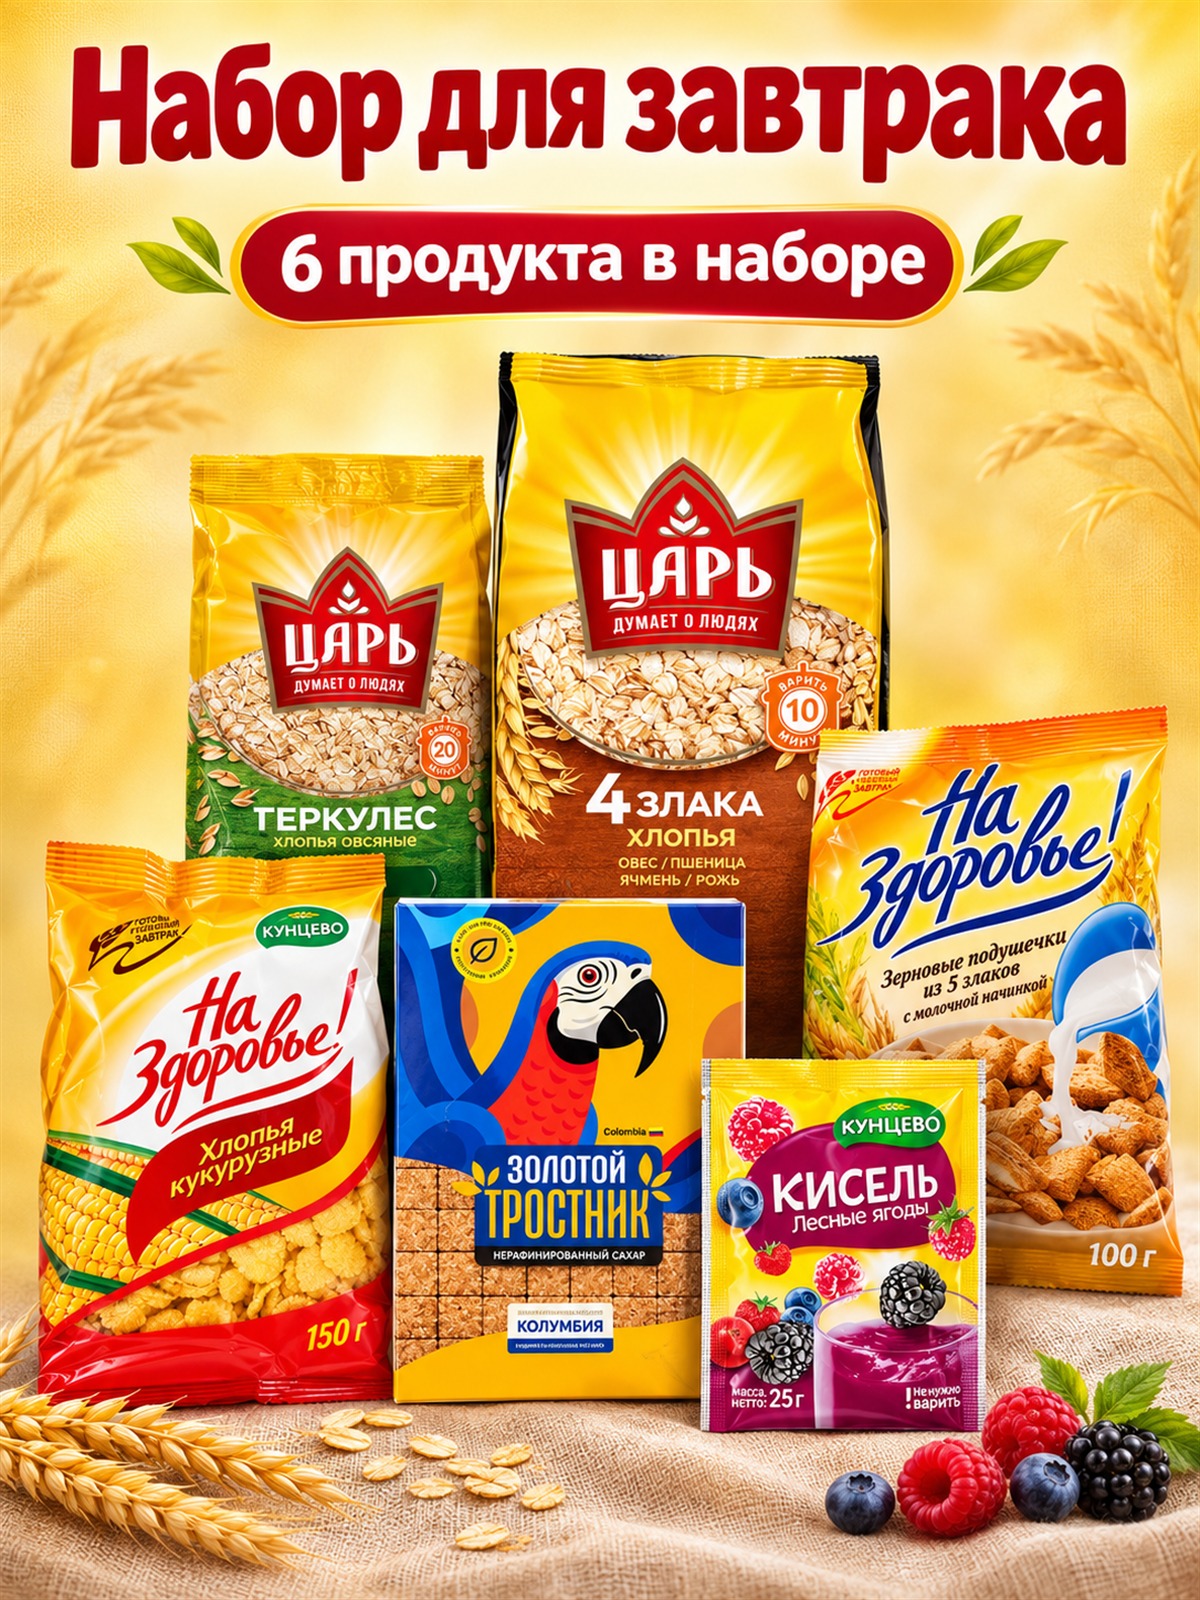 Набор для завтрака
6 продукта в наборе
ЦАРЬ
ДУМАЕТ О ЛЮДЯХ
20
ТЕРКУЛЕС
ХЛОПЬЯ ОВСЯНЫЕ
ЦАРЬ
ДУМАЕТ О ЛЮДЯХ
ВАРИТЬ
10
МИНУТ
4 ЗЛАКА
ХЛОПЬЯ
ОВЕС / ПШЕНИЦА
ЯЧМЕНЬ / РОЖЬ
ГОТОВЫЙ
ЗАВТРАК
На
Здоровье!
Зерновые подушечки
из 5 злаков
с молочной начинкой
100 г
ЗАВТРАК
КУНЦЕВО
На
Здоровье!
Хлопья
кукурузные
150 г
Colombia
ЗОЛОТОЙ
ТРОСТНИК
НЕРАФИНИРОВАННЫЙ САХАР
КОЛУМБИЯ
КУНЦЕВО
КИСЕЛЬ
Лесные ягоды
масса
нетто: 25 г
! Не нужно
варить